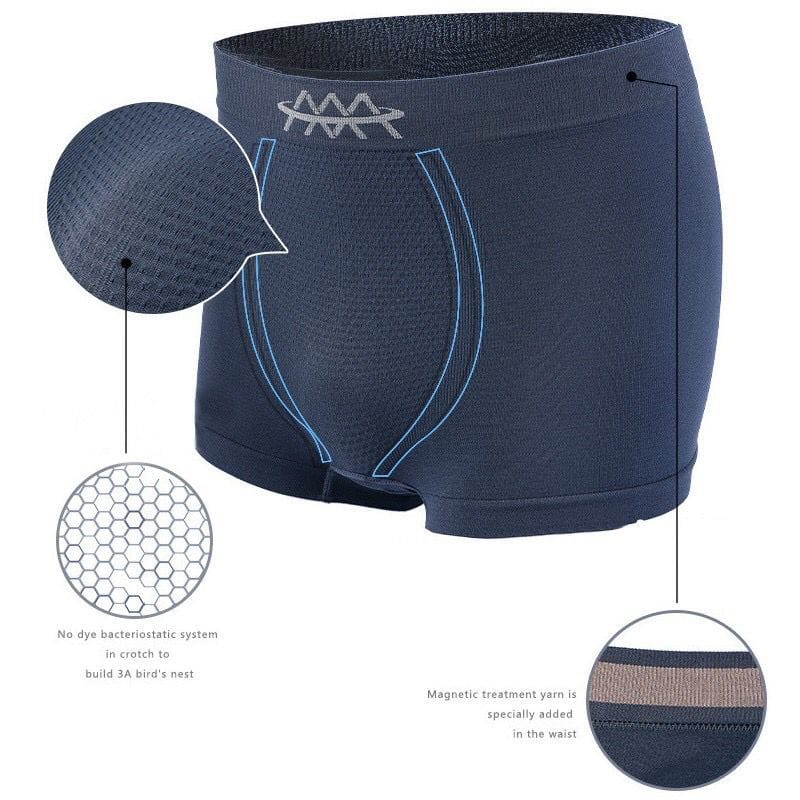 No dye bacteriostatic system
in crotch to
build 3A bird's nest
Magnetic treatment yarn is
specially added
in the waist